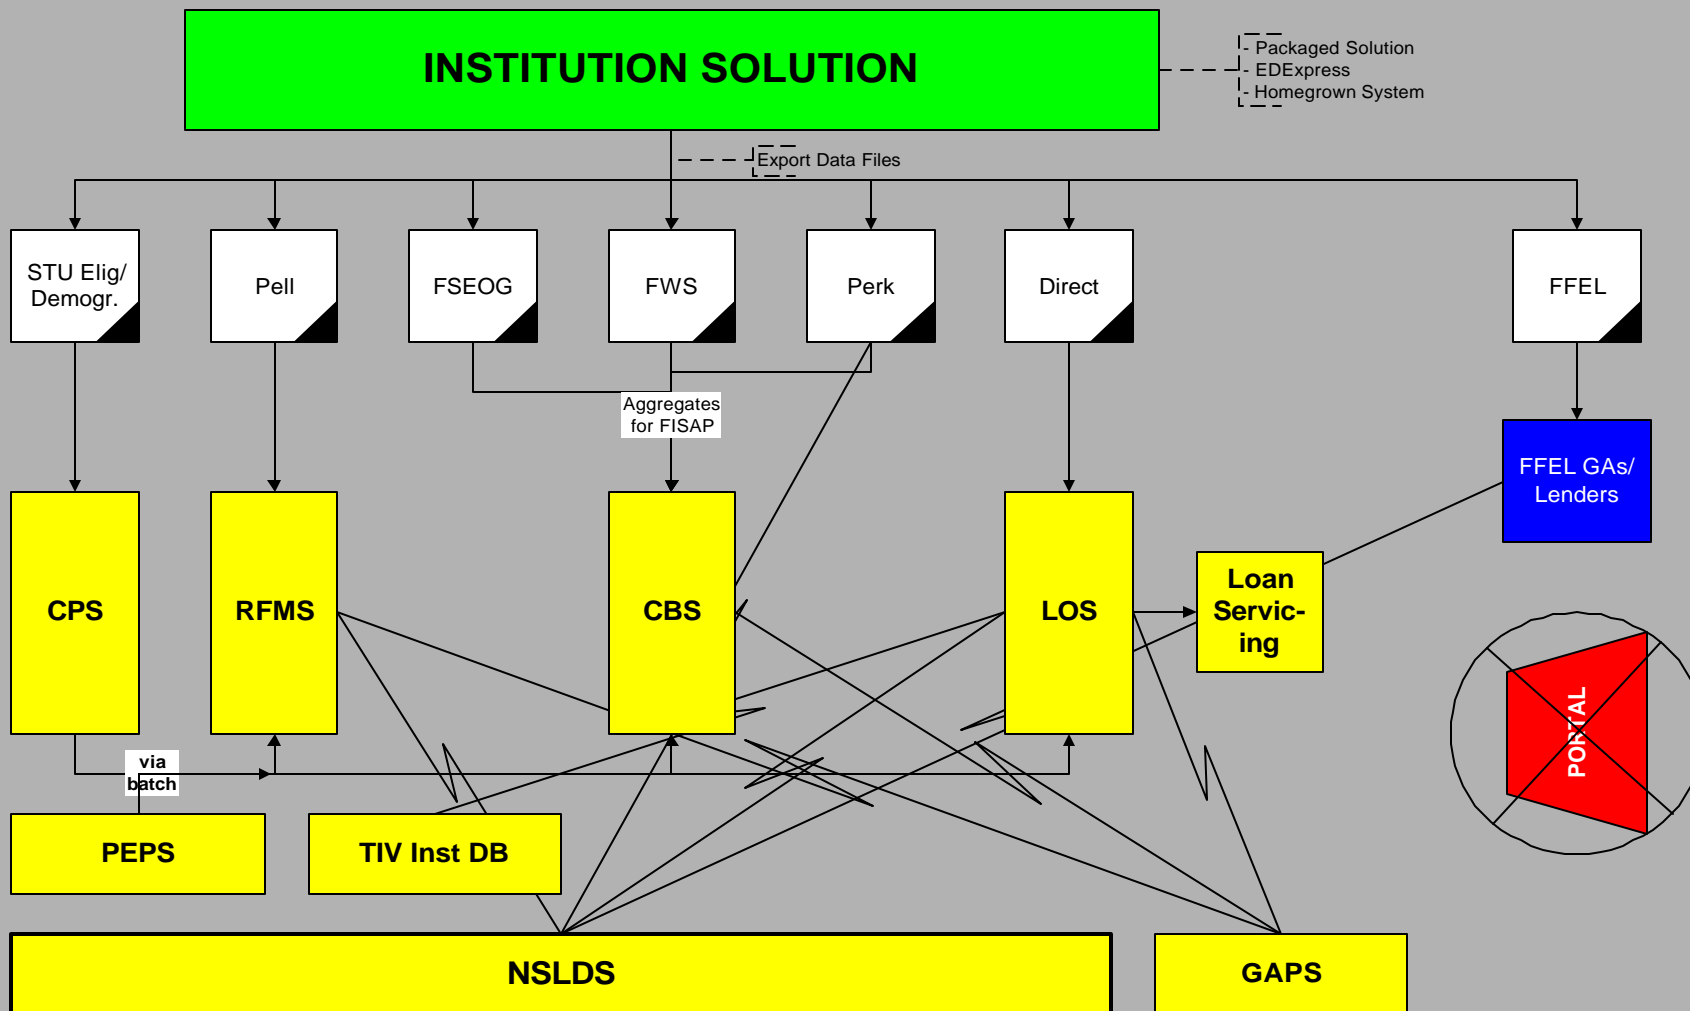 INSTITUTION SOLUTION
- Packaged Solution
- EDExpress
- Homegrown System
Export Data Files
STU Elig/
Demogr.
Pell
FSEOG
FWS
Perk
Direct
FFEL
Aggregates
for FISAP
FFEL GAs/
Lenders
CPS
RFMS
CBS
LOS
Loan
Servic-
ing
PORTAL
via
batch
PEPS
TIV Inst DB
NSLDS
GAPS